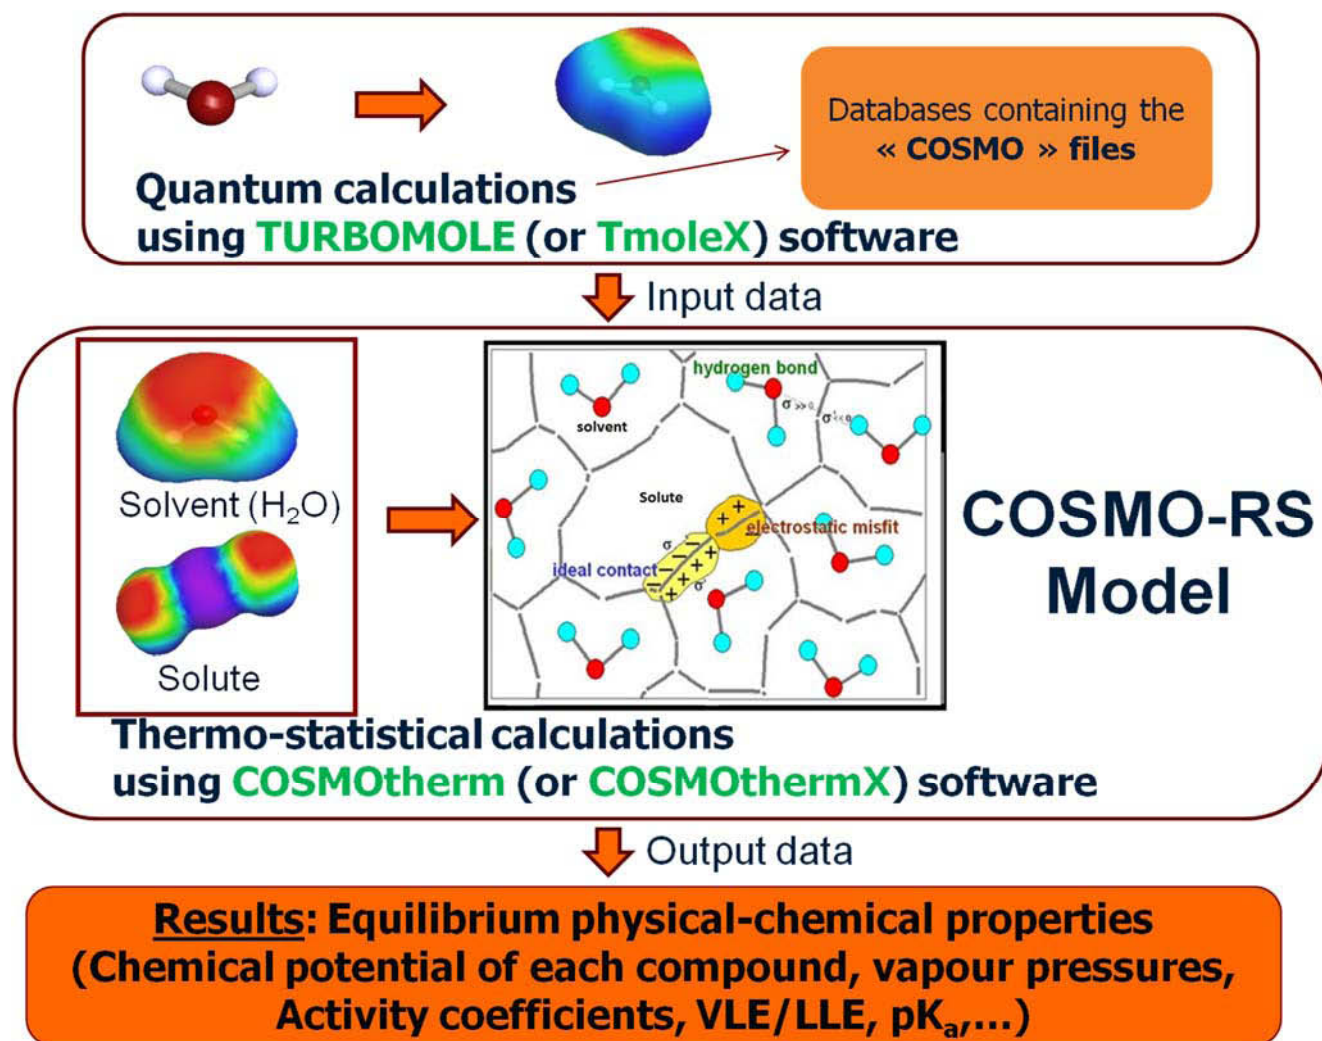 Databases containing the
« COSMO » files
Quantum calculations
using TURBOMOLE (or TmoleX) software
Input data
Solvent (H₂O)
Solute
hydrogen bond
σ >> 0
σ' << 0
solvent
Solute
electrostatic misfit
σ
ideal contact
σ'
COSMO-RS
Model
Thermo-statistical calculations
using COSMOtherm (or COSMOthermX) software
Output data
Results: Equilibrium physical-chemical properties
(Chemical potential of each compound, vapour pressures,
Activity coefficients, VLE/LLE, pKₐ,...)